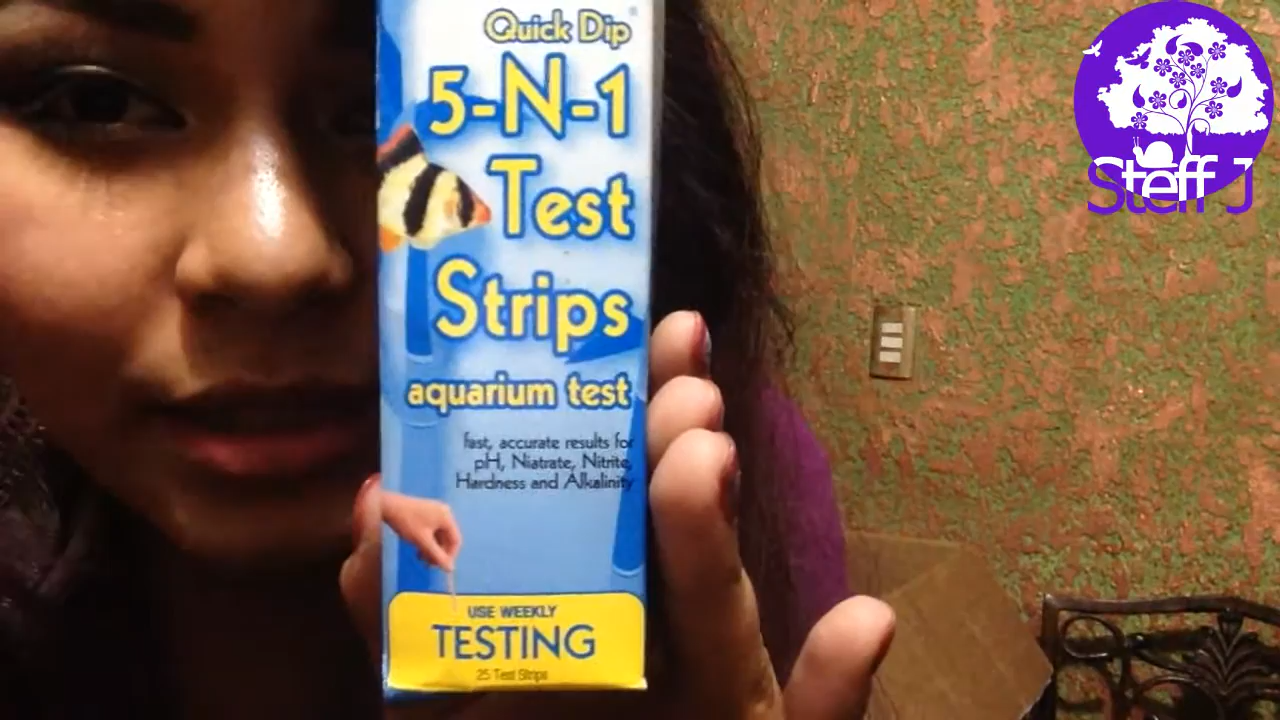 Quick Dip®
5-N-1
Test
Strips
aquarium test
fast, accurate results for
pH, Niatrate, Nitrite,
Hardness and Alkalinity
USE WEEKLY
TESTING
25 Test Strips
Steff J